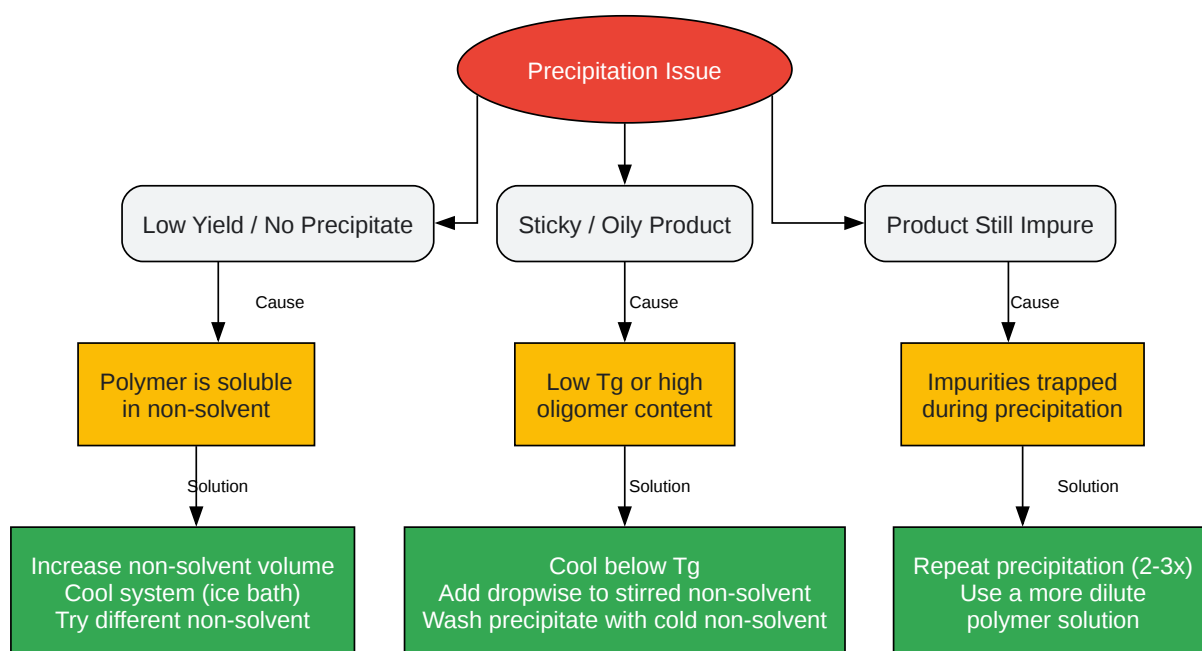 Precipitation Issue
Low Yield / No Precipitate
Sticky / Oily Product
Product Still Impure
Cause
Cause
Cause
Polymer is soluble
in non-solvent
Low Tg or high
oligomer content
Impurities trapped
during precipitation
Solution
Solution
Solution
Increase non-solvent volume
Cool system (ice bath)
Try different non-solvent
Cool below Tg
Add dropwise to stirred non-solvent
Wash precipitate with cold non-solvent
Repeat precipitation (2-3x)
Use a more dilute
polymer solution